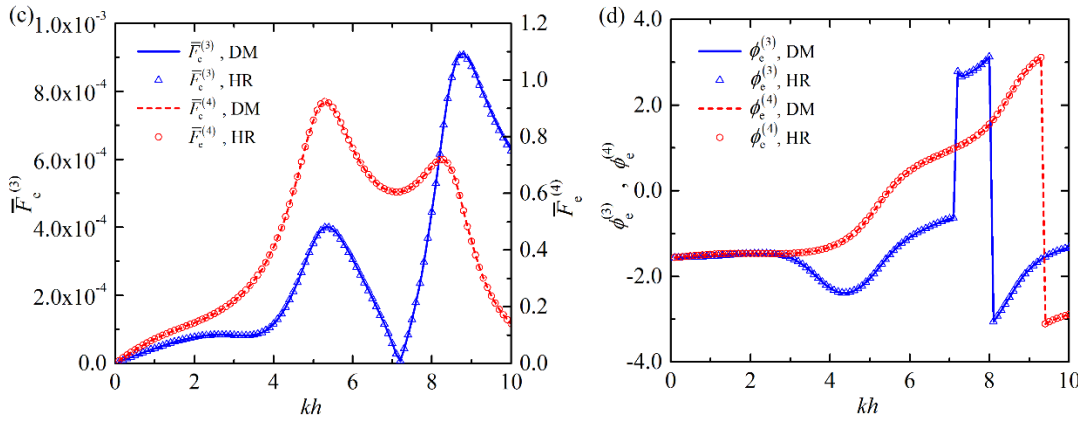 (c)
1.0x10⁻³
8.0x10⁻⁴
6.0x10⁻⁴
4.0x10⁻⁴
2.0x10⁻⁴
0.0
F̅ₑ⁽³⁾
F̅ₑ⁽³⁾ , DM
F̅ₑ⁽³⁾ , HR
F̅ₑ⁽⁴⁾ , DM
F̅ₑ⁽⁴⁾ , HR
1.2
1.0
0.8
0.6
0.4
0.2
0.0
F̅ₑ⁽⁴⁾
0 2 4 6 8 10
kh
(d)
4.0
2.0
0.0
-2.0
-4.0
ϕₑ⁽³⁾ , ϕₑ⁽⁴⁾
ϕₑ⁽³⁾, DM
ϕₑ⁽³⁾, HR
ϕₑ⁽⁴⁾, DM
ϕₑ⁽⁴⁾, HR
0 2 4 6 8 10
kh